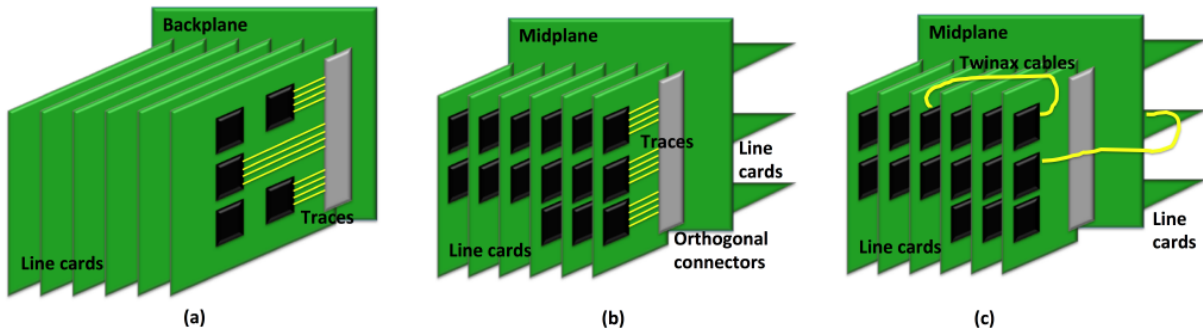 Backplane
Traces
Line cards
(a)
Midplane
Traces
Line
cards
Line cards
Orthogonal
connectors
(b)
Midplane
Twinax cables
Line cards
Line
cards
(c)